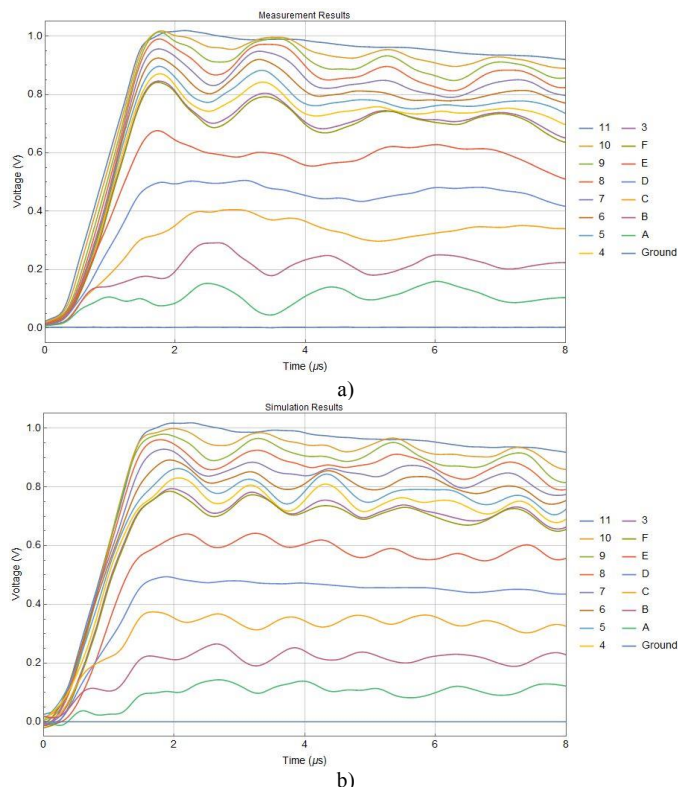 Measurement Results
1.0
0.8
0.6
0.4
0.2
0.0
Voltage (V)
0 2 4 6 8
Time (µs)
11 3
10 F
9 E
8 D
7 C
6 B
5 A
4 Ground
a)
Simulation Results
1.0
0.8
0.6
0.4
0.2
0.0
Voltage (V)
0 2 4 6 8
Time (µs)
11 3
10 F
9 E
8 D
7 C
6 B
5 A
4 Ground
b)